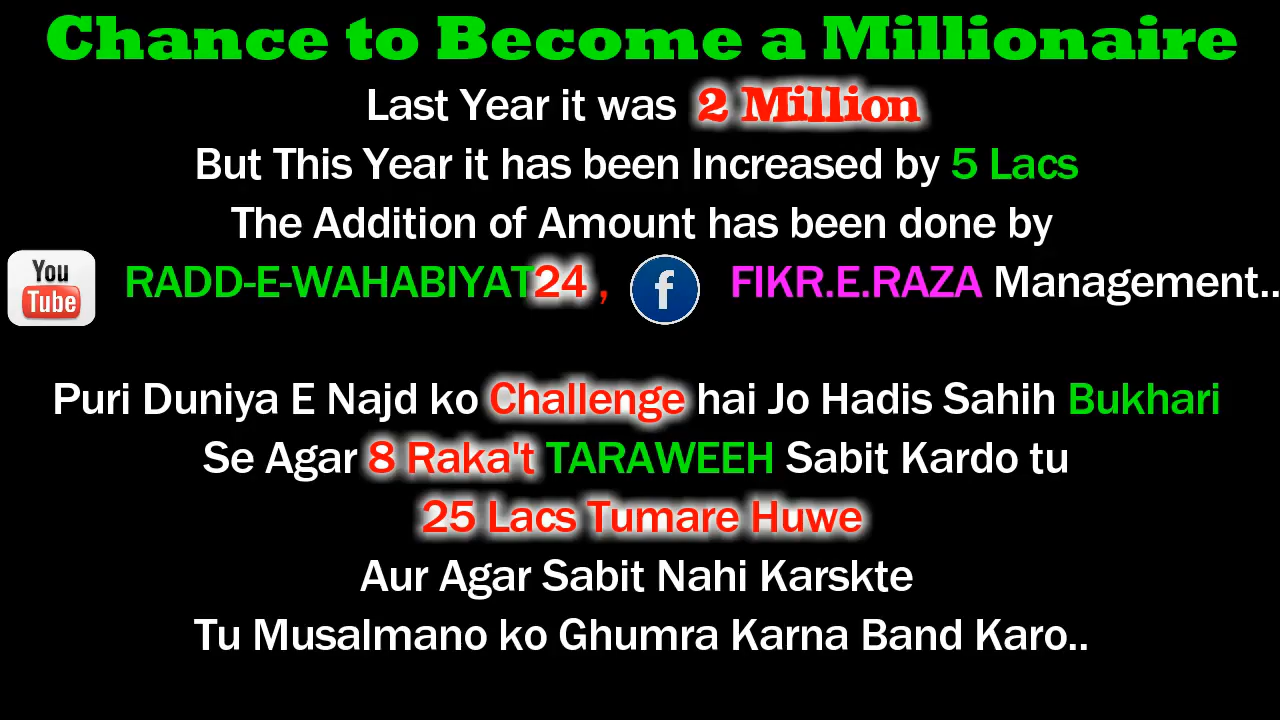 Chance to Become a Millionaire
Last Year it was 2 Million
But This Year it has been Increased by 5 Lacs
The Addition of Amount has been done by
You Tube RADD-E-WAHABIYAT24 , f FIKR.E.RAZA Management..
Puri Duniya E Najd ko Challenge hai Jo Hadis Sahih Bukhari
Se Agar 8 Raka't TARAWEEH Sabit Kardo tu
25 Lacs Tumare Huwe
Aur Agar Sabit Nahi Karskte
Tu Musalmano ko Ghumra Karna Band Karo..